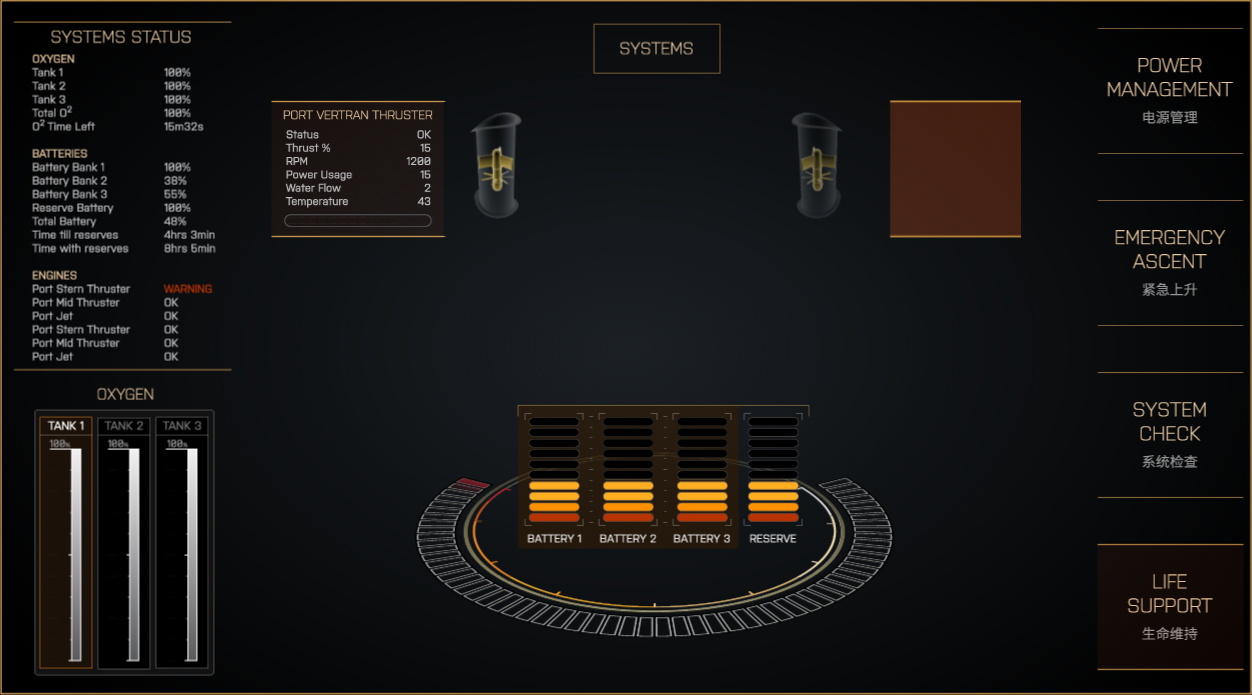 SYSTEMS STATUS
OXYGEN
Tank 1 100%
Tank 2 100%
Tank 3 100%
Total O² 100%
O² Time Left 15m32s
BATTERIES
Battery Bank 1 100%
Battery Bank 2 38%
Battery Bank 3 55%
Reserve Battery 100%
Total Battery 48%
Time till reserves 4hrs 3min
Time with reserves 8hrs 5min
ENGINES
Port Stern Thruster WARNING
Port Mid Thruster OK
Port Jet OK
Port Stern Thruster OK
Port Mid Thruster OK
Port Jet OK
OXYGEN
TANK 1 TANK 2 TANK 3
100% 100% 100%
SYSTEMS
PORT VERTRAN THRUSTER
Status OK
Thrust % 15
RPM 1200
Power Usage 15
Water Flow 2
Temperature 43
BATTERY 1 BATTERY 2 BATTERY 3 RESERVE
POWER
MANAGEMENT
电源管理
EMERGENCY
ASCENT
紧急上升
SYSTEM
CHECK
系统检查
LIFE
SUPPORT
生命维持